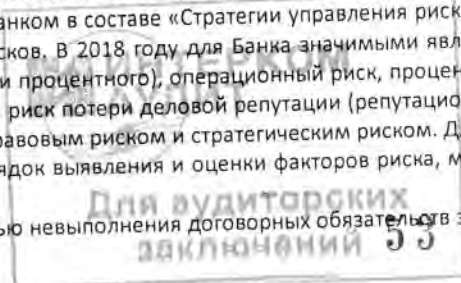 анком в составе «Стратегии управления риск
сков. В 2018 году для Банка значимыми явл
и процентного), операционный риск, процен
риск потери деловой репутации (репутацио
равовым риском и стратегическим риском. Д
ядок выявления и оценки факторов риска, м
Для аудиторских
ью невыполнения договорных обязательств з
заключений 53